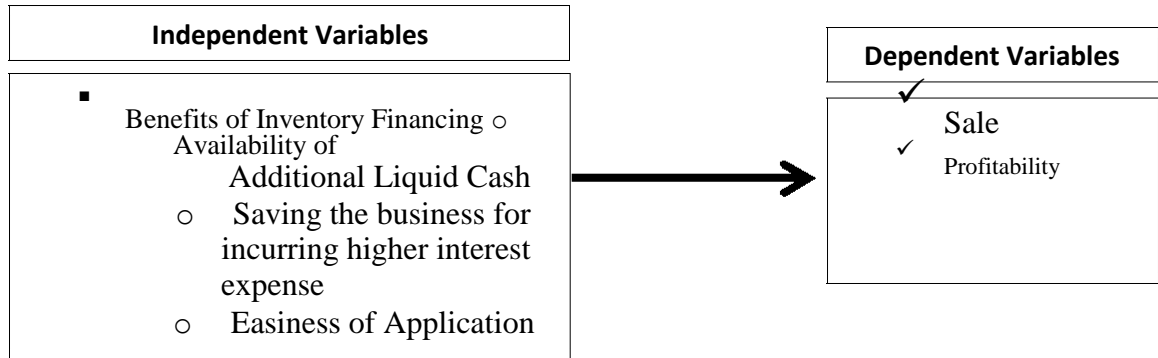 Independent Variables
▪
Benefits of Inventory Financing o
Availability of
Additional Liquid Cash
o Saving the business for
incurring higher interest
expense
o Easiness of Application
Dependent Variables
✓
Sale
✓
Profitability